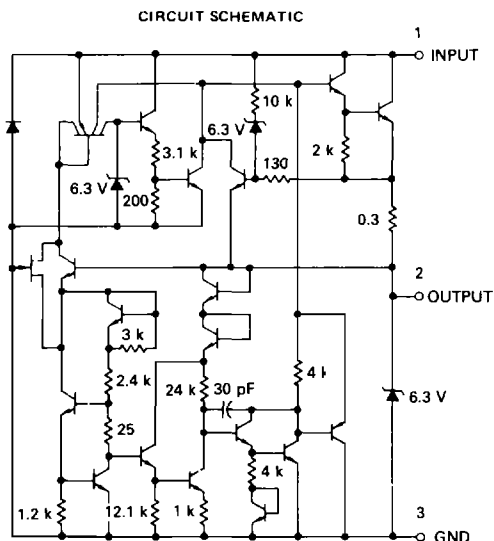 CIRCUIT SCHEMATIC
1
INPUT
10 k
6.3 V
3.1 k
2 k
130
6.3 V
200
0.3
2
OUTPUT
3 k
2.4 k
24 k
30 pF
4 k
6.3 V
25
4 k
1.2 k
12.1 k
1 k
3
GND